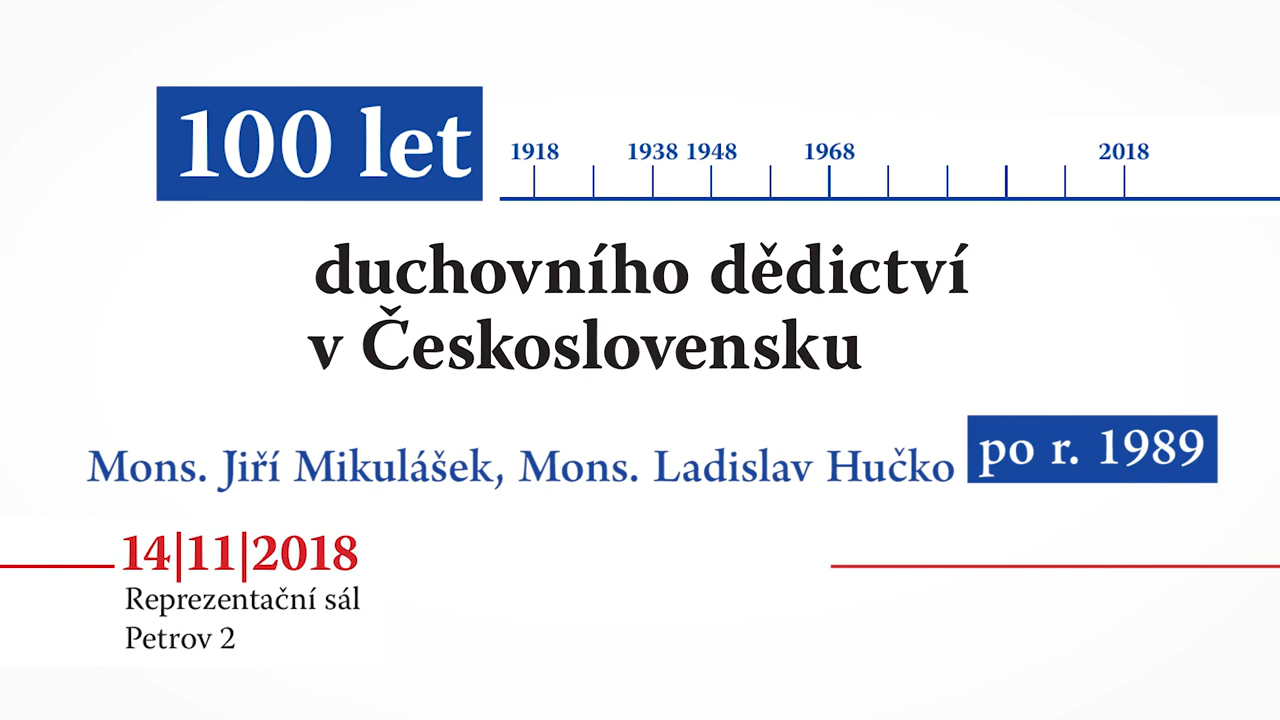 100 let
1918 1938 1948 1968 2018
duchovního dědictví
v Československu
Mons. Jiří Mikulášek, Mons. Ladislav Hučko po r. 1989
14|11|2018
Reprezentační sál
Petrov 2